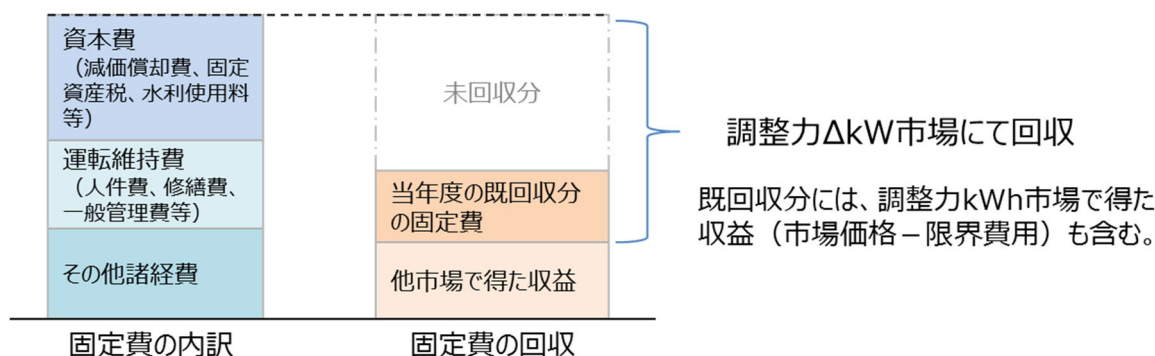 資本費
(減価償却費、固定
資産税、水利使用料
等)
運転維持費
(人件費、修繕費、
一般管理費等)
その他諸経費
固定費の内訳
未回収分
当年度の既回収分
の固定費
他市場で得た収益
固定費の回収
調整力ΔkW市場にて回収
既回収分には、調整力kWh市場で得た
収益(市場価格–限界費用)も含む。